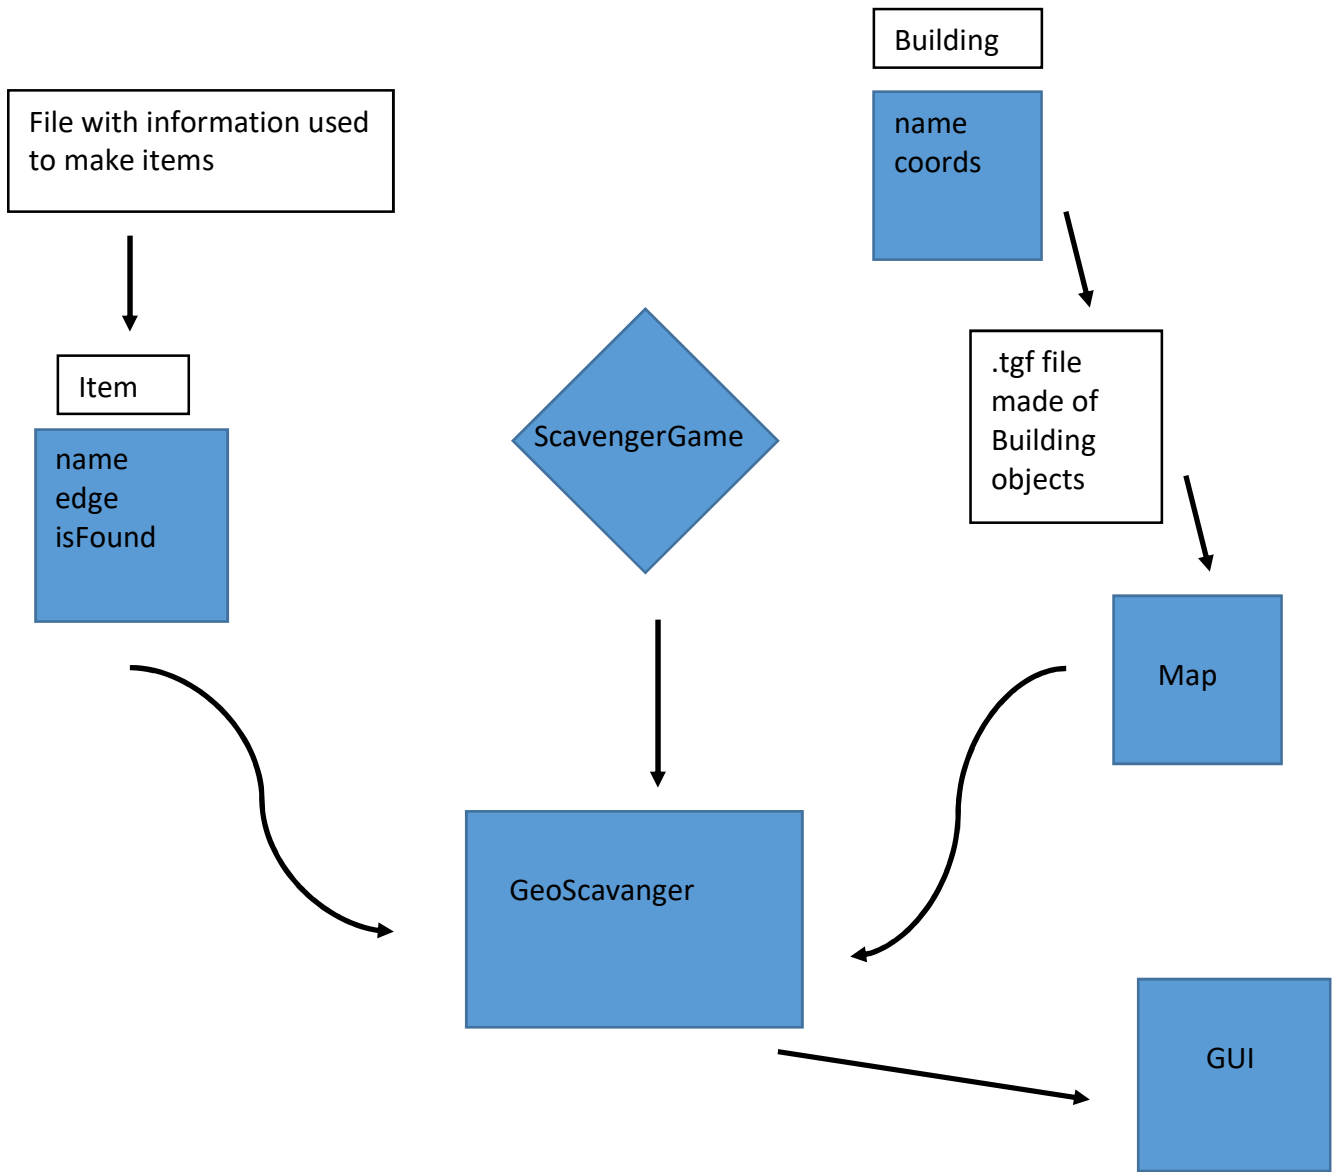 Building
name
coords
File with information used
to make items
Item
name
edge
isFound
ScavengerGame
.tgf file
made of
Building
objects
Map
GeoScavanger
GUI